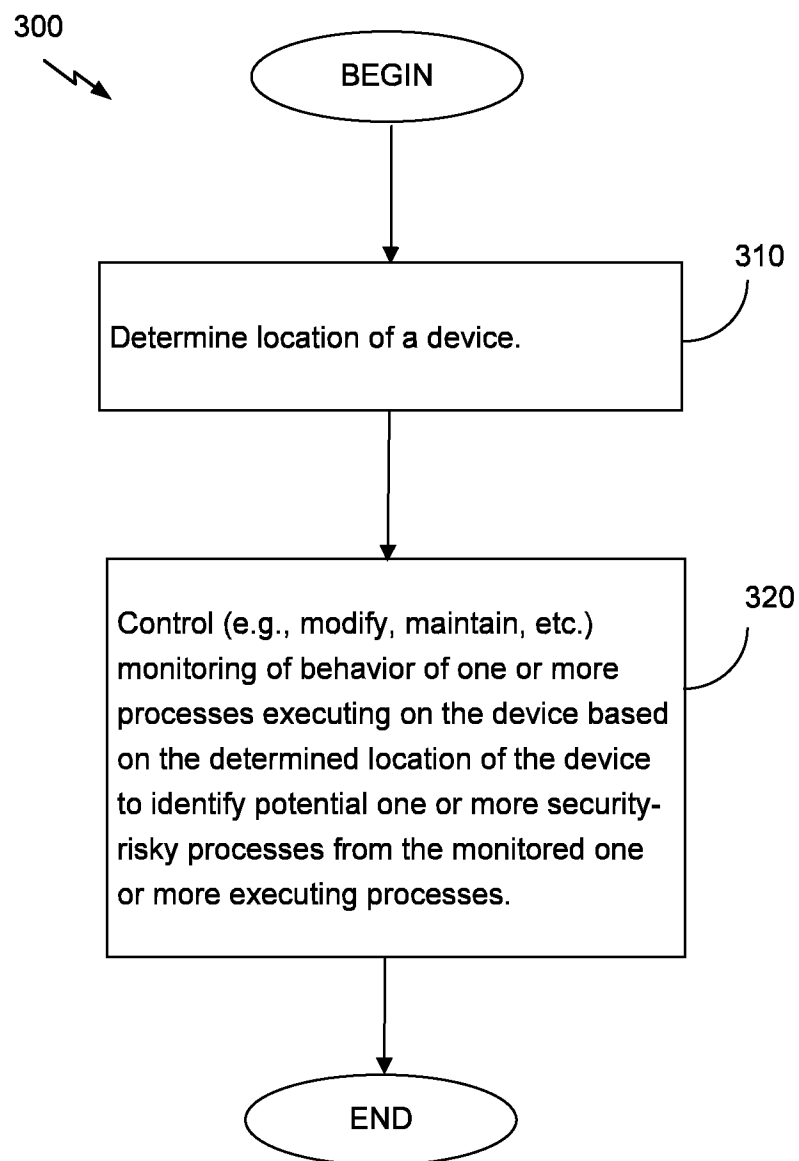 300
BEGIN
310
Determine location of a device.
320
Control (e.g., modify, maintain, etc.)
monitoring of behavior of one or more
processes executing on the device based
on the determined location of the device
to identify potential one or more security-
risky processes from the monitored one
or more executing processes.
END